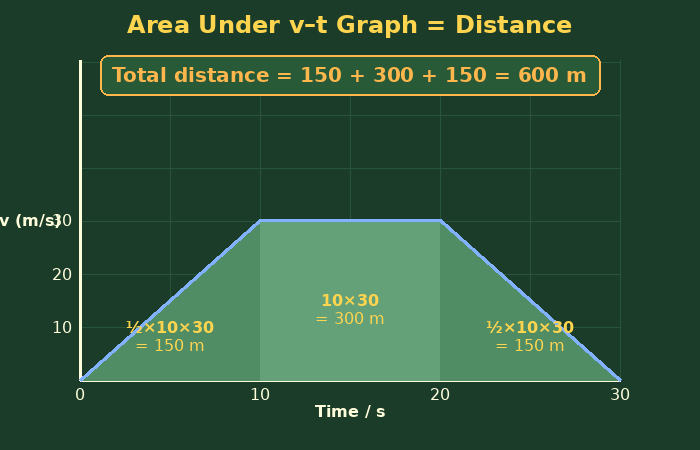 Area Under v–t Graph = Distance
Total distance = 150 + 300 + 150 = 600 m
v (m/s)
30
20
10
10×30
= 300 m
½×10×30
= 150 m
½×10×30
= 150 m
0
10
20
30
Time / s